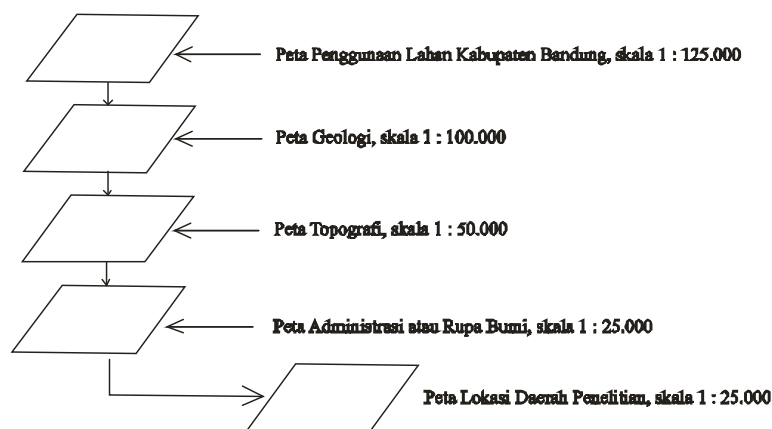 Peta Penggunaan Lahan Kabupaten Bandung, skala 1 : 125.000
Peta Geologi, skala 1 : 100.000
Peta Topografi, skala 1 : 50.000
Peta Administrasi atau Rupa Bumi, skala 1 : 25.000
Peta Lokasi Daerah Penelitian, skala 1 : 25.000